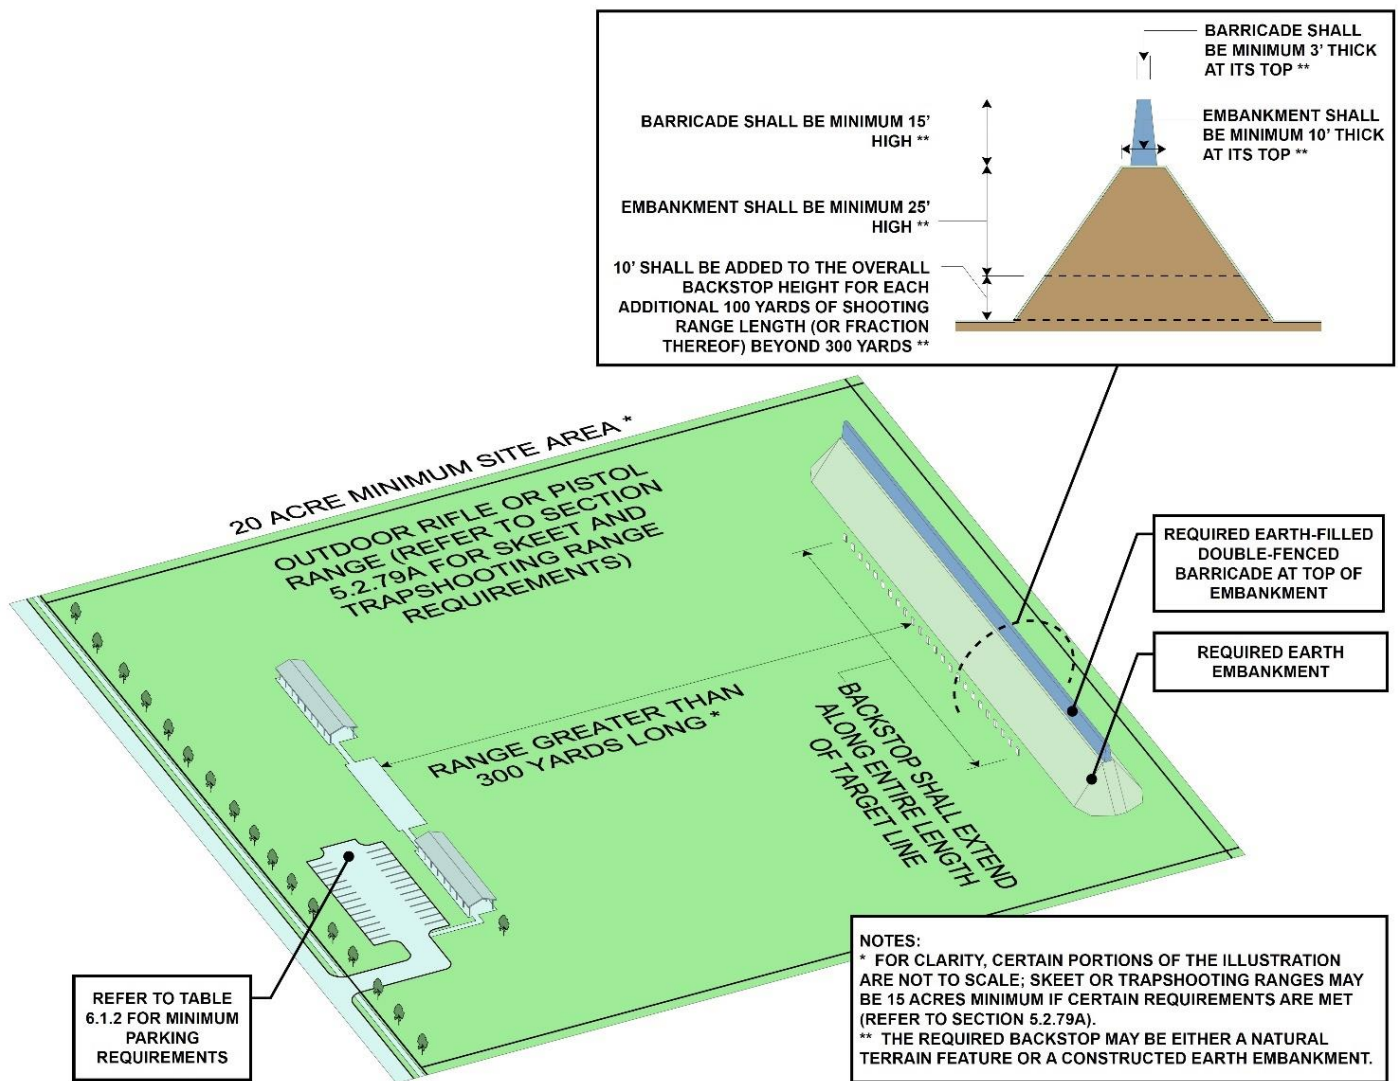 BARRICADE SHALL
BE MINIMUM 3' THICK
AT ITS TOP **
BARRICADE SHALL BE MINIMUM 15'
HIGH **
EMBANKMENT SHALL
BE MINIMUM 10' THICK
AT ITS TOP **
EMBANKMENT SHALL BE MINIMUM 25'
HIGH **
10' SHALL BE ADDED TO THE OVERALL
BACKSTOP HEIGHT FOR EACH
ADDITIONAL 100 YARDS OF SHOOTING
RANGE LENGTH (OR FRACTION
THEREOF) BEYOND 300 YARDS **
20 ACRE MINIMUM SITE AREA *
OUTDOOR RIFLE OR PISTOL
RANGE (REFER TO SECTION
5.2.79A FOR SKEET AND
TRAPSHOOTING RANGE
REQUIREMENTS)
REQUIRED EARTH-FILLED
DOUBLE-FENCED
BARRICADE AT TOP OF
EMBANKMENT
REQUIRED EARTH
EMBANKMENT
RANGE GREATER THAN
300 YARDS LONG *
BACKSTOP SHALL EXTEND
ALONG ENTIRE LENGTH
OF TARGET LINE
REFER TO TABLE
6.1.2 FOR MINIMUM
PARKING
REQUIREMENTS
NOTES:
* FOR CLARITY, CERTAIN PORTIONS OF THE ILLUSTRATION
ARE NOT TO SCALE; SKEET OR TRAPSHOOTING RANGES MAY
BE 15 ACRES MINIMUM IF CERTAIN REQUIREMENTS ARE MET
(REFER TO SECTION 5.2.79A).
** THE REQUIRED BACKSTOP MAY BE EITHER A NATURAL
TERRAIN FEATURE OR A CONSTRUCTED EARTH EMBANKMENT.